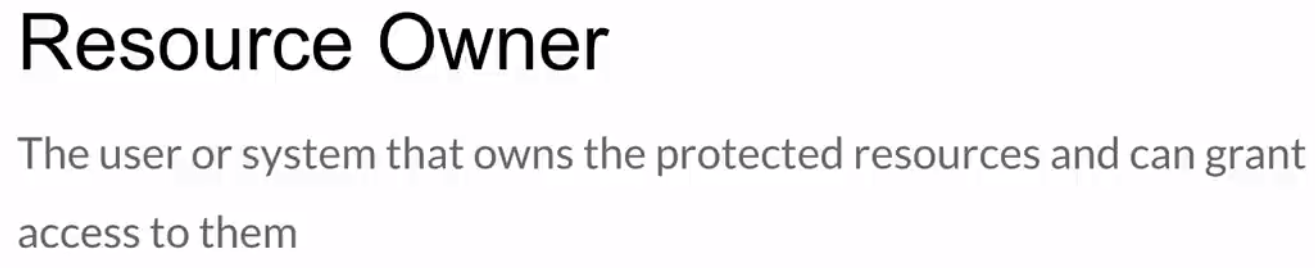 Resource Owner
The user or system that owns the protected resources and can grant
access to them